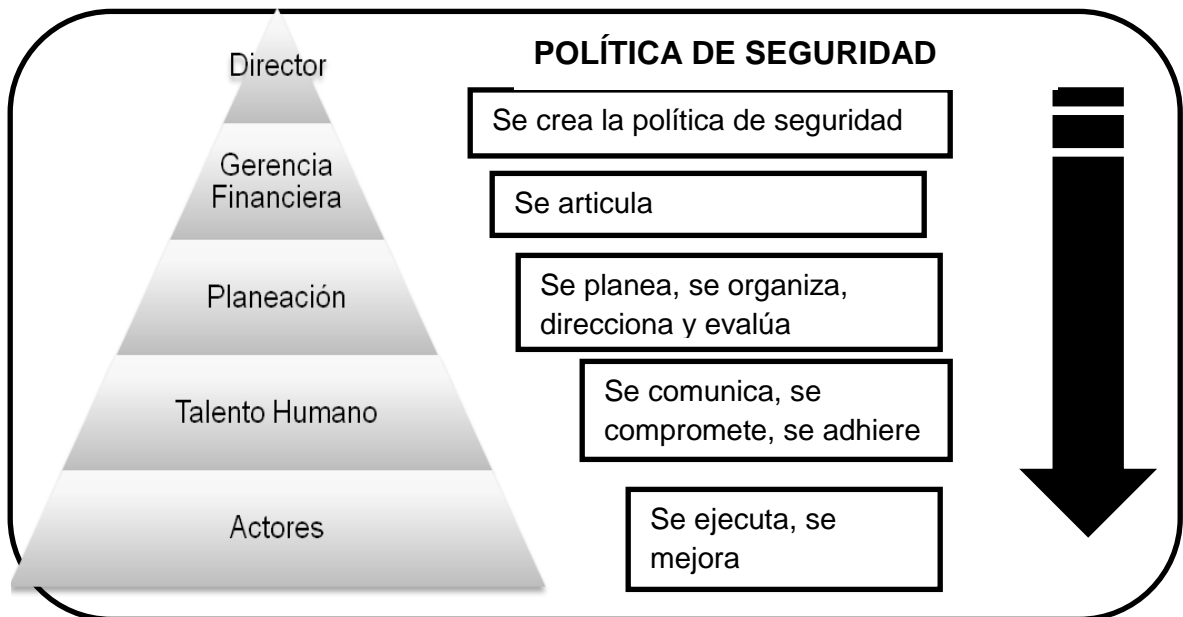 POLÍTICA DE SEGURIDAD
Director
Se crea la política de seguridad
Gerencia
Financiera
Se articula
Planeación
Se planea, se organiza,
direcciona y evalúa
Talento Humano
Se comunica, se
compromete, se adhiere
Actores
Se ejecuta, se
mejora